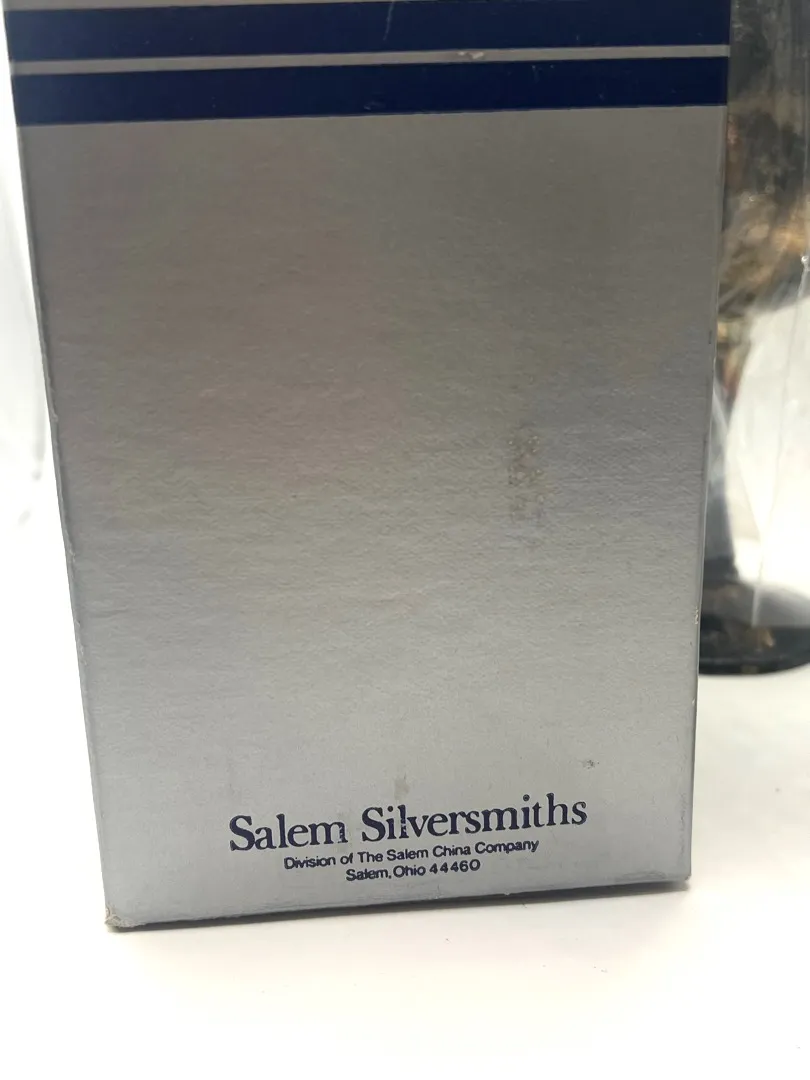 Salem Silversmiths
Division of The Salem China Company
Salem, Ohio 44460